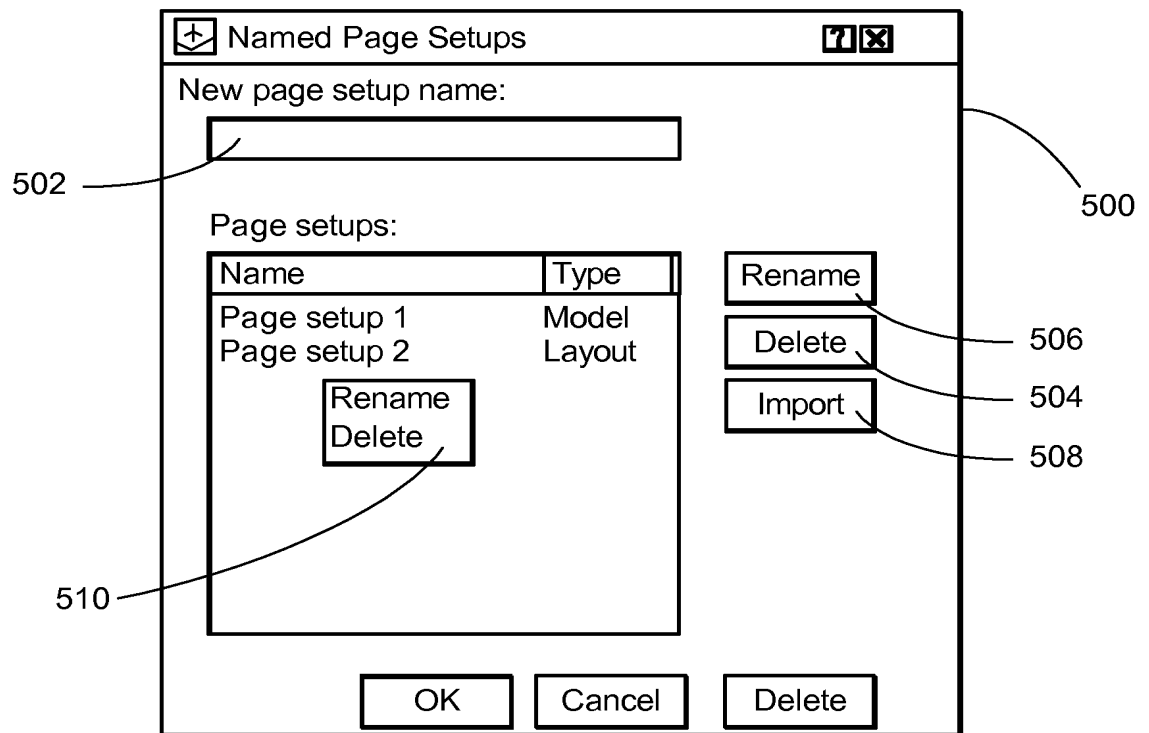 Named Page Setups ? X
New page setup name:
502
500
Page setups:
Name Type
Rename
Page setup 1 Model
Page setup 2 Layout
506
Delete
Rename
Delete
504
Import
508
510
OK Cancel Delete